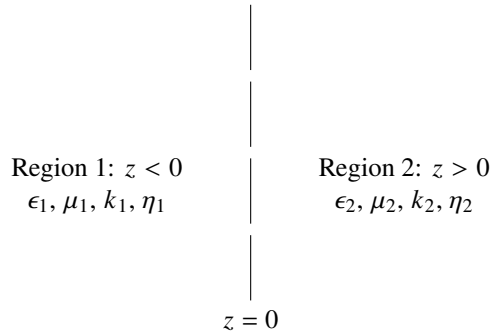 Region 1: z < 0
Region 2: z > 0
ϵ₁, μ₁, k₁, η₁
ϵ₂, μ₂, k₂, η₂
z = 0